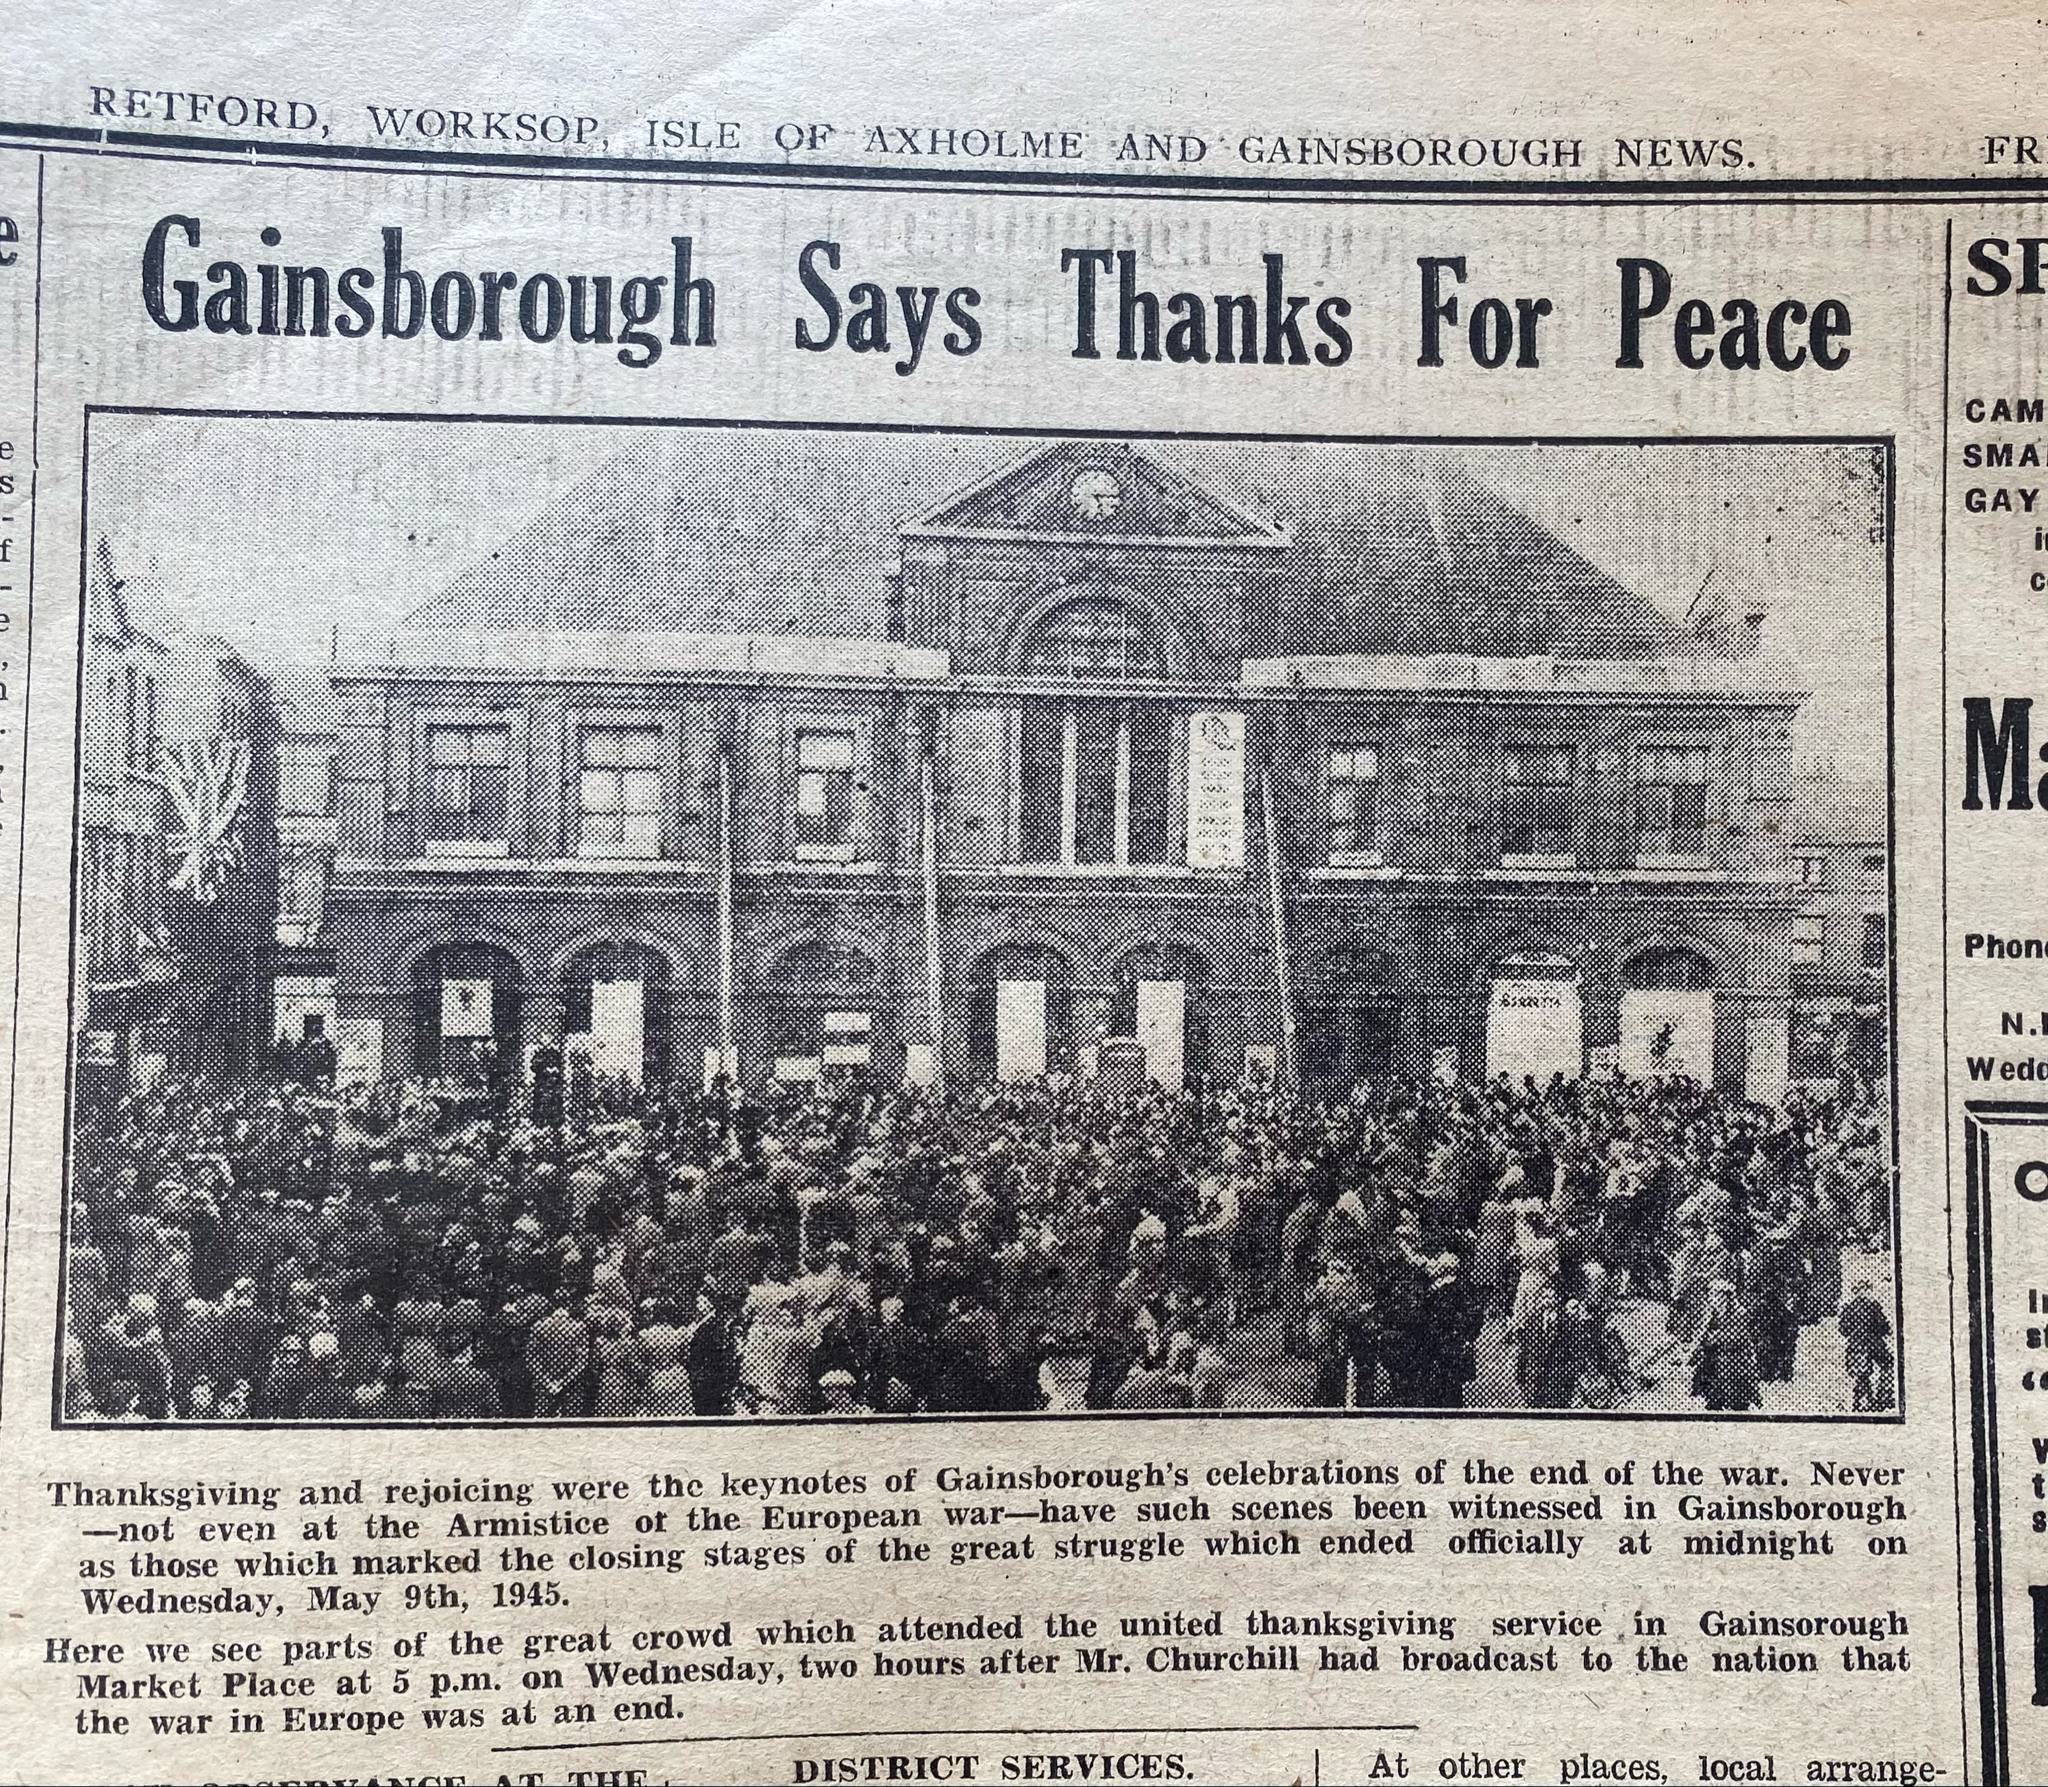 RETFORD, WORKSOP, ISLE OF AXHOLME AND GAINSBOROUGH NEWS.
FR
Gainsborough Says Thanks For Peace
Thanksgiving and rejoicing were the keynotes of Gainsborough's celebrations of the end of the war. Never
—not even at the Armistice of the European war—have such scenes been witnessed in Gainsborough
as those which marked the closing stages of the great struggle which ended officially at midnight on
Wednesday, May 9th, 1945.
Here we see parts of the great crowd which attended the united thanksgiving service in Gainsorough
Market Place at 5 p.m. on Wednesday, two hours after Mr. Churchill had broadcast to the nation that
the war in Europe was at an end.
AT THE
DISTRICT SERVICES.
At other places, local arrange-
SP
CAM
SMA
GAY
Ma
Phon
N.
Wedd